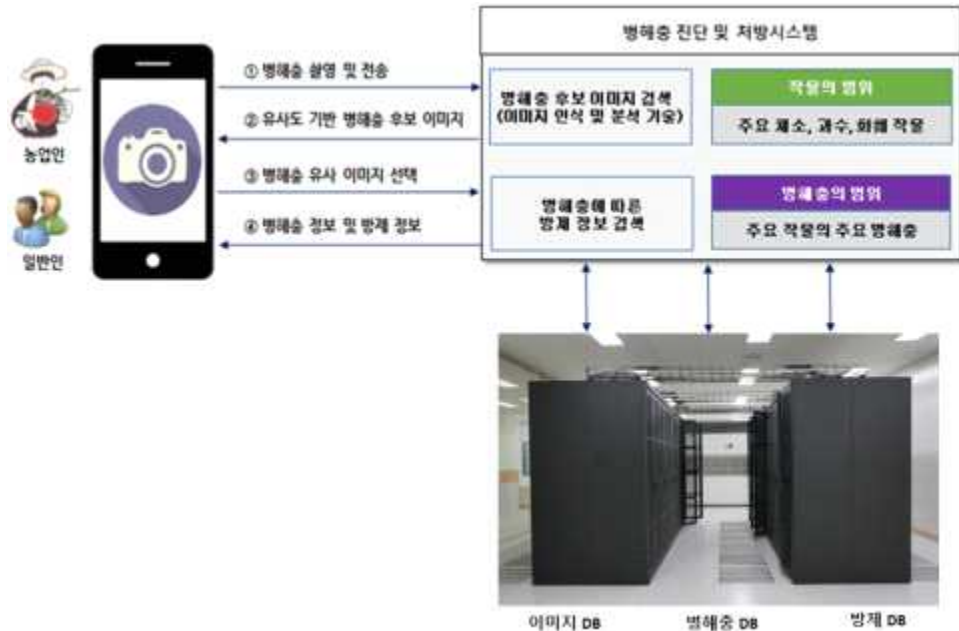 병해충 진단 및 처방시스템
농업인
일반인
① 병해충 촬영 및 전송
② 유사도 기반 병해충 후보 이미지
③ 병해충 유사 이미지 선택
④ 병해충 정보 및 방제 정보
병해충 후보 이미지 검색
(이미지 인식 및 분석 기술)
작물의 범위
주요 채소, 과수, 화훼 작물
병해충에 따른
방제 정보 검색
병해충의 범위
주요 작물의 주요 병해충
이미지 DB
병해충 DB
방제 DB